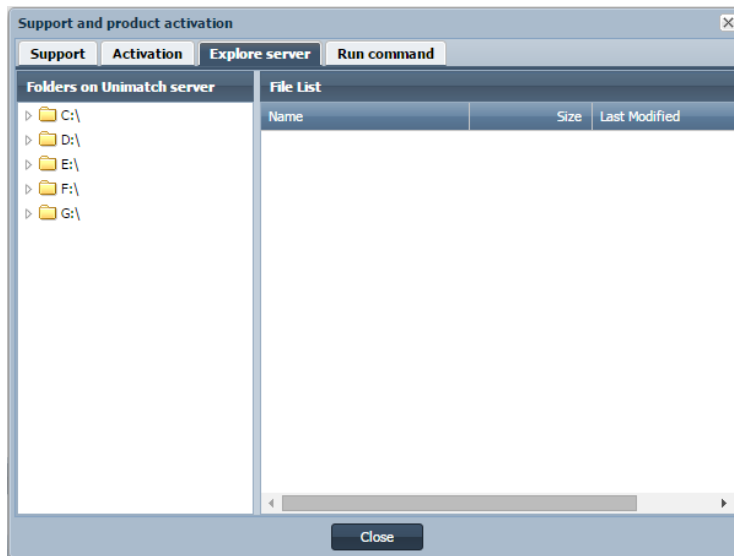 Support and product activation
Support Activation Explore server Run command
Folders on Unimatch server
File List
Name Size Last Modified
C:\
D:\
E:\
F:\
G:\
Close